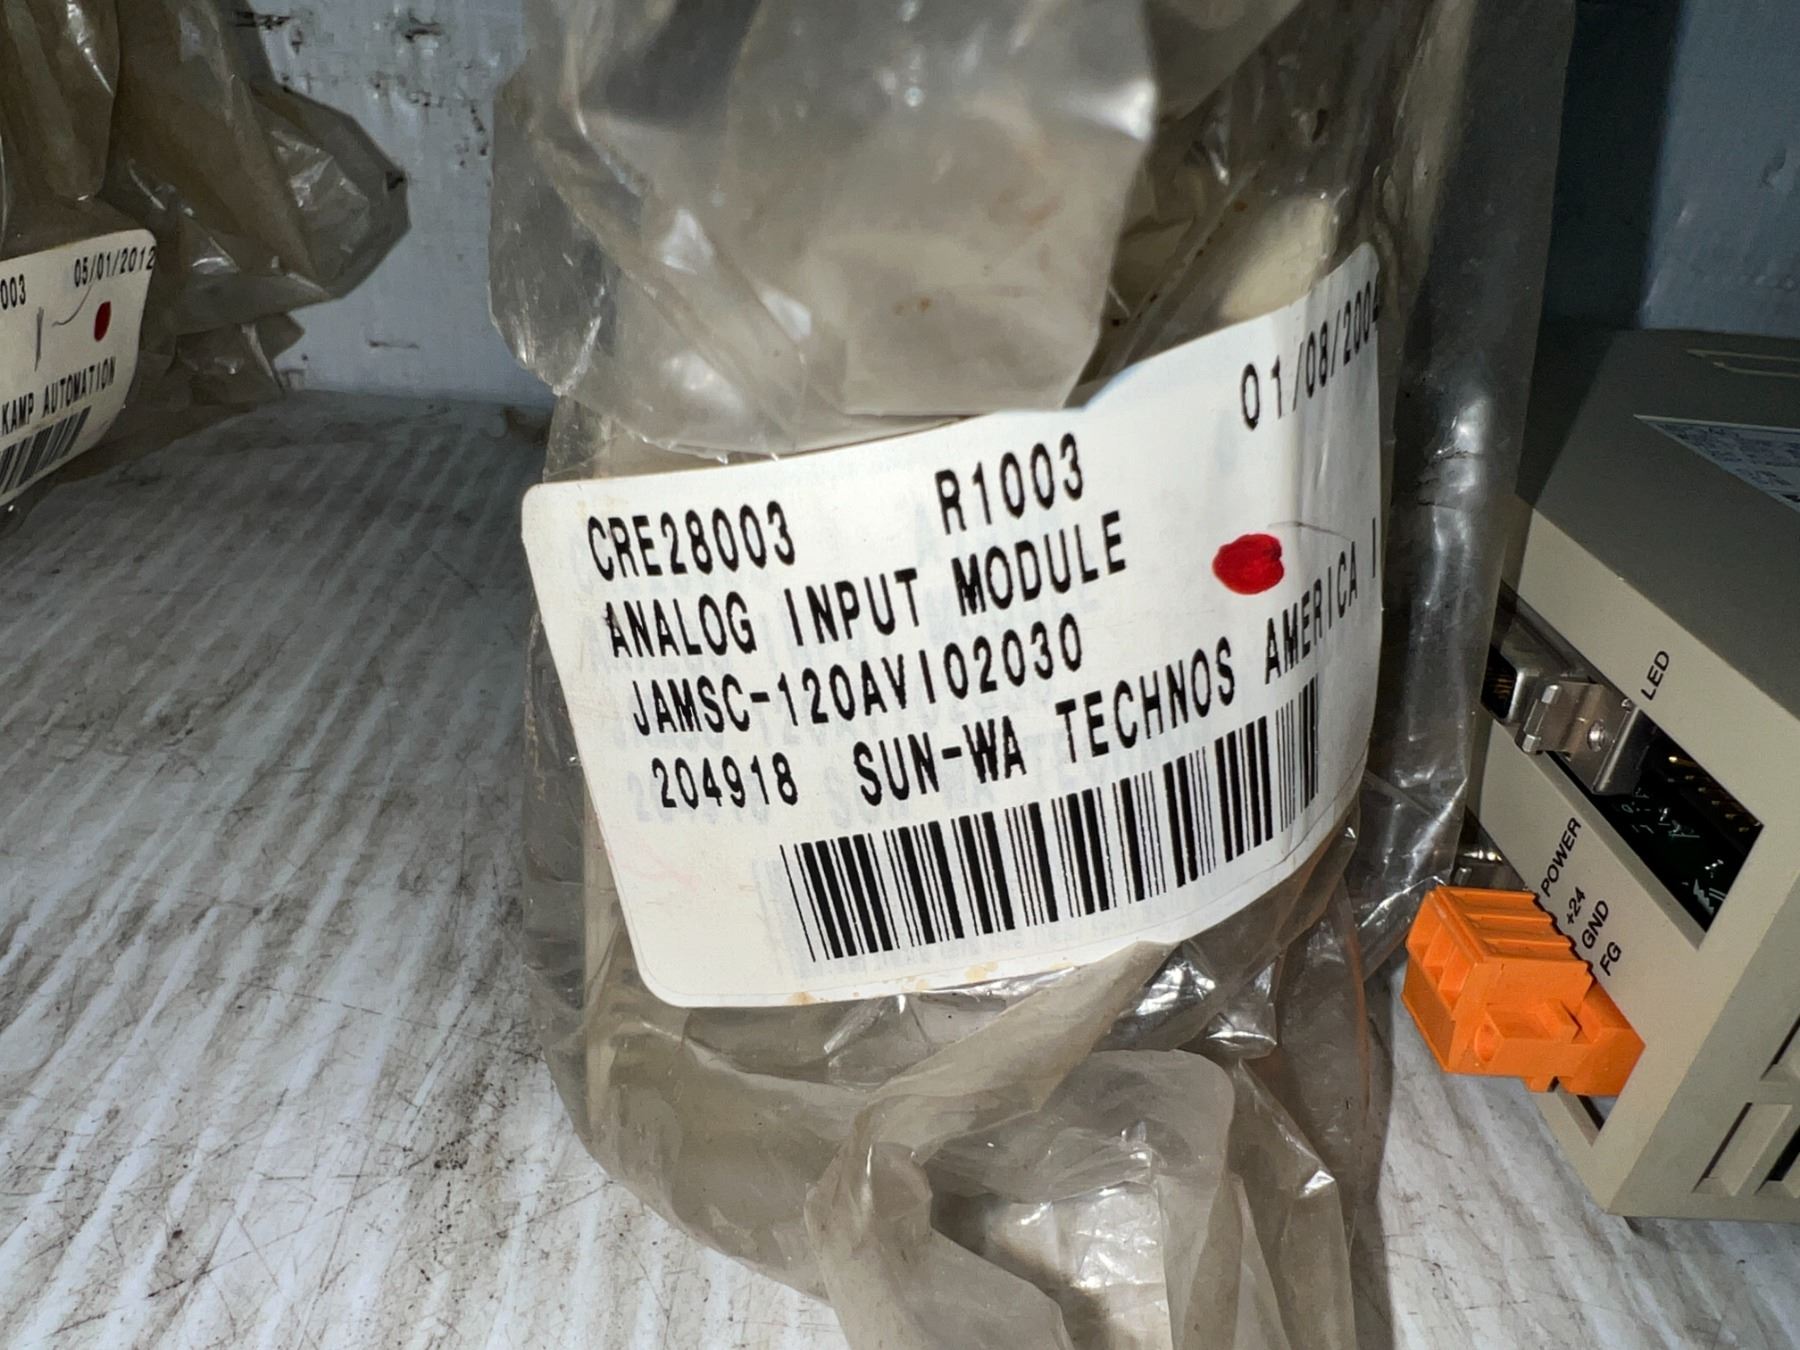 003 05/01/2012
KAMP AUTOMATION
01/08/2004
CRE28003 R1003
ANALOG INPUT MODULE
JAMSC-120AVI02030
204918 SUN-WA TECHNOS AMERICA I
LED
POWER
+24
GND
FG